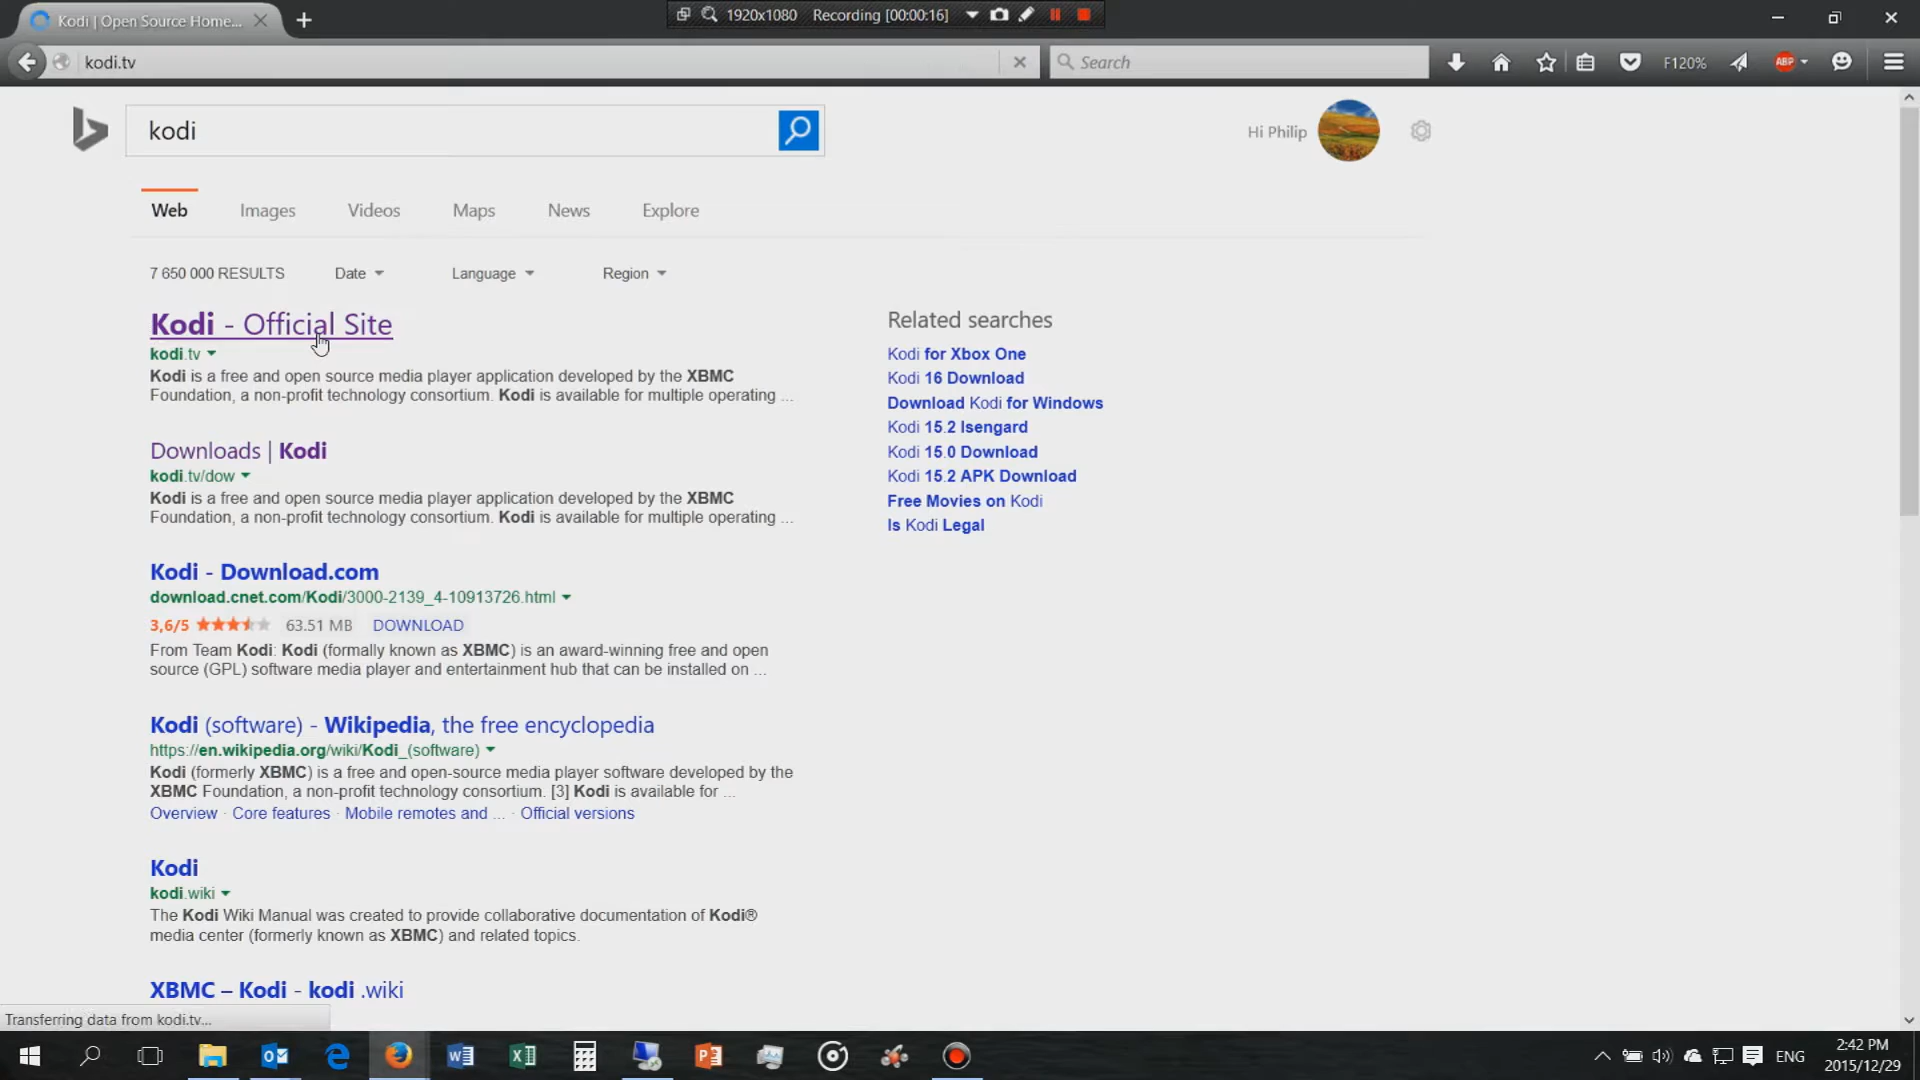 Kodi | Open Source Home...
1920x1080 Recording [00:00:16]
kodi.tv
Search
F120%
ABP
kodi
Hi Philip
Web Images Videos Maps News Explore
7 650 000 RESULTS Date Language Region
Kodi - Official Site
kodi.tv
Kodi is a free and open source media player application developed by the XBMC
Foundation, a non-profit technology consortium. Kodi is available for multiple operating ...
Downloads | Kodi
kodi.tv/dow
Kodi is a free and open source media player application developed by the XBMC
Foundation, a non-profit technology consortium. Kodi is available for multiple operating ...
Kodi - Download.com
download.cnet.com/Kodi/3000-2139_4-10913726.html
3,6/5 63.51 MB DOWNLOAD
From Team Kodi: Kodi (formally known as XBMC) is an award-winning free and open
source (GPL) software media player and entertainment hub that can be installed on ...
Kodi (software) - Wikipedia, the free encyclopedia
https://en.wikipedia.org/wiki/Kodi_(software)
Kodi (formerly XBMC) is a free and open-source media player software developed by the
XBMC Foundation, a non-profit technology consortium. [3] Kodi is available for ...
Overview · Core features · Mobile remotes and ... · Official versions
Kodi
kodi.wiki
The Kodi Wiki Manual was created to provide collaborative documentation of Kodi®
media center (formerly known as XBMC) and related topics.
XBMC – Kodi - kodi .wiki
Related searches
Kodi for Xbox One
Kodi 16 Download
Download Kodi for Windows
Kodi 15.2 Isengard
Kodi 15.0 Download
Kodi 15.2 APK Download
Free Movies on Kodi
Is Kodi Legal
Transferring data from kodi.tv...
ENG
2:42 PM
2015/12/29